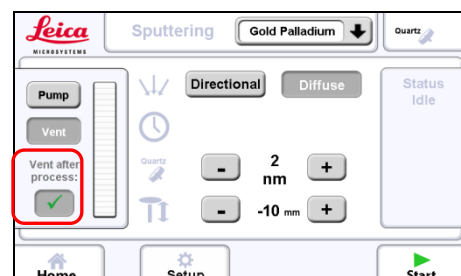 Leica
MICROSYSTEMS
Sputtering
Gold Palladium
Quartz
Pump
Directional
Diffuse
Status
Idle
Vent
Vent after
process:
Quartz
-
2
nm
+
-
-10 mm
+
Home
Setup
Start